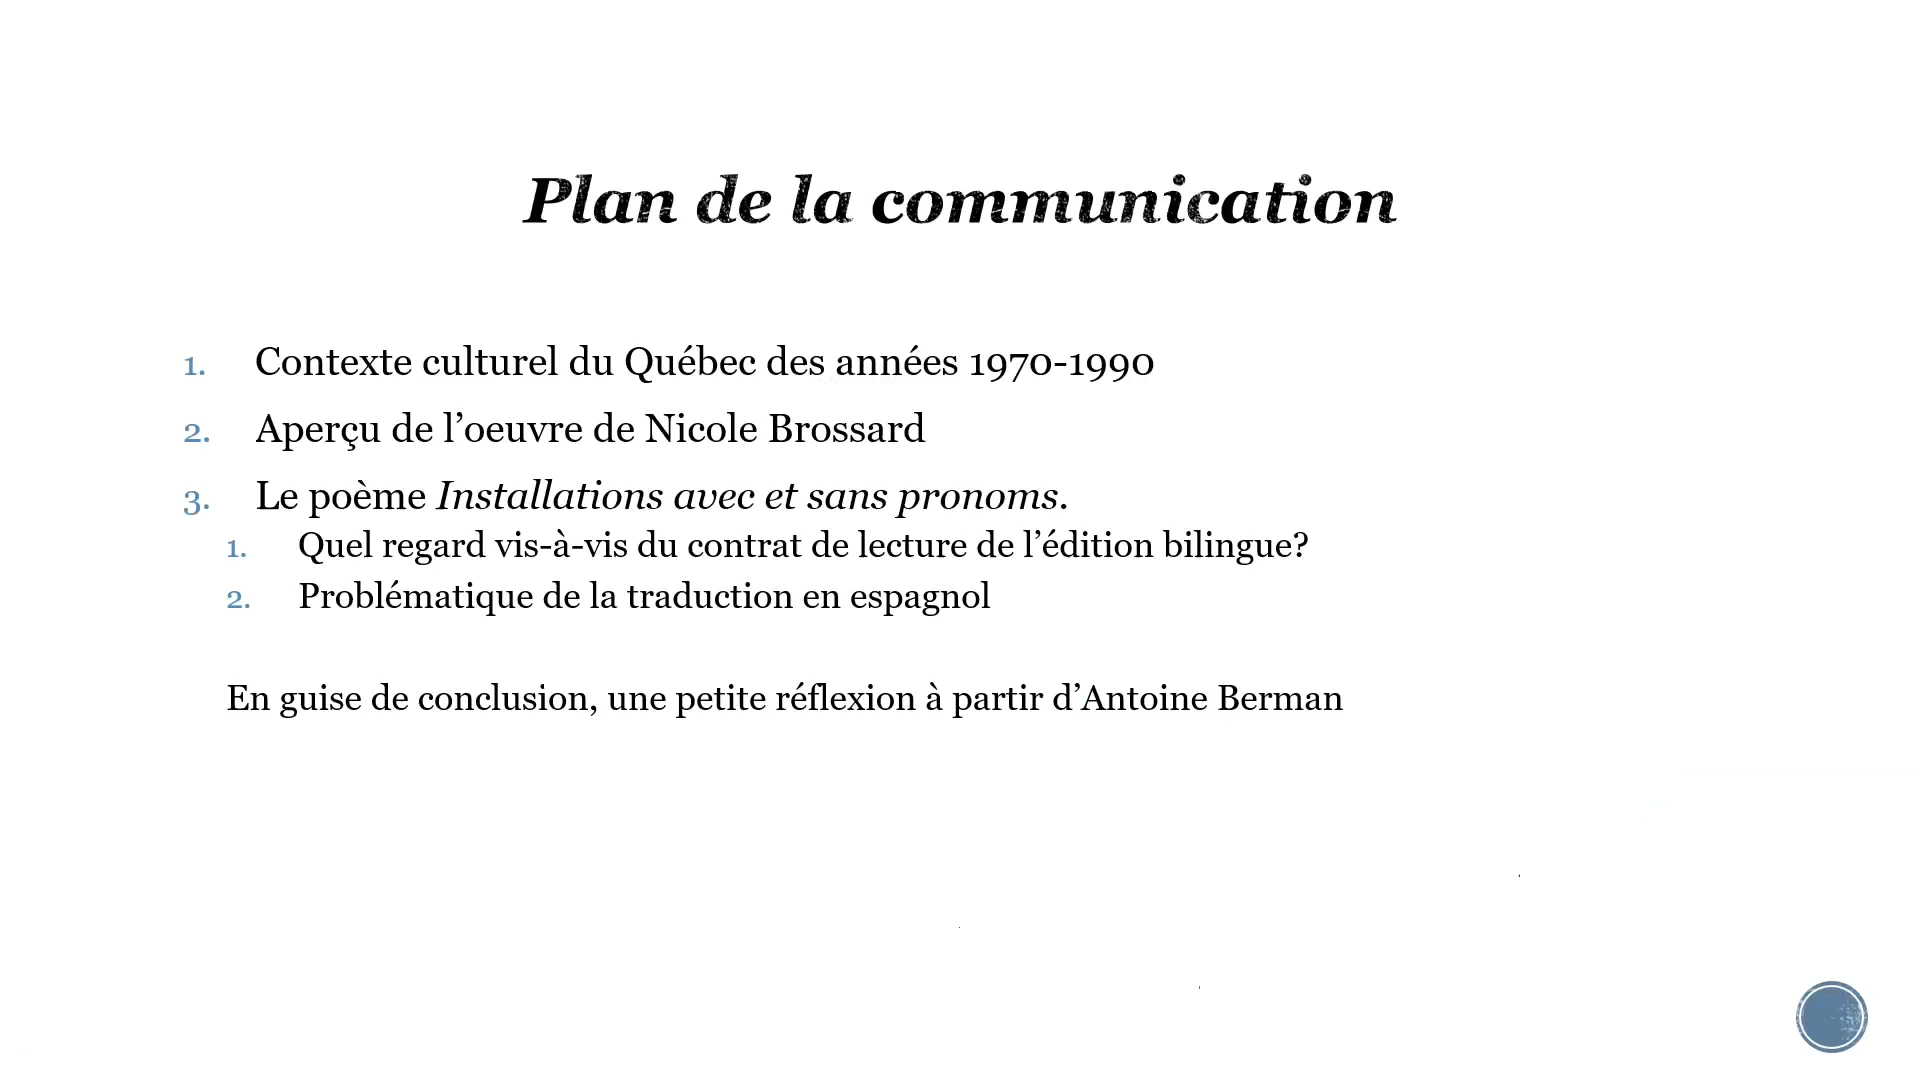 Plan de la communication
1. Contexte culturel du Québec des années 1970-1990
2. Aperçu de l’oeuvre de Nicole Brossard
3. Le poème Installations avec et sans pronoms.
1. Quel regard vis-à-vis du contrat de lecture de l’édition bilingue?
2. Problématique de la traduction en espagnol
En guise de conclusion, une petite réflexion à partir d’Antoine Berman